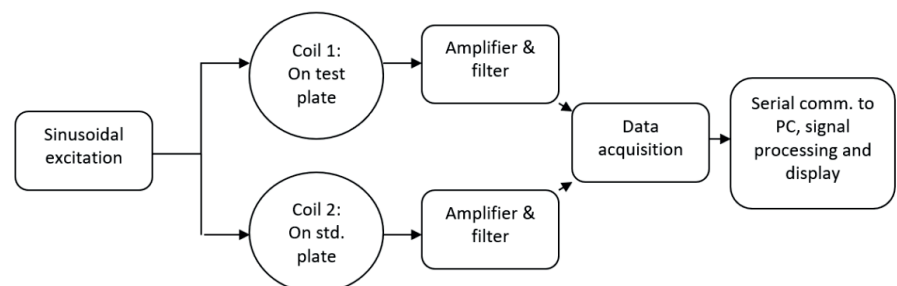 Sinusoidal
excitation
Coil 1:
On test
plate
Amplifier &
filter
Coil 2:
On std.
plate
Amplifier &
filter
Data
acquisition
Serial comm. to
PC, signal
processing and
display